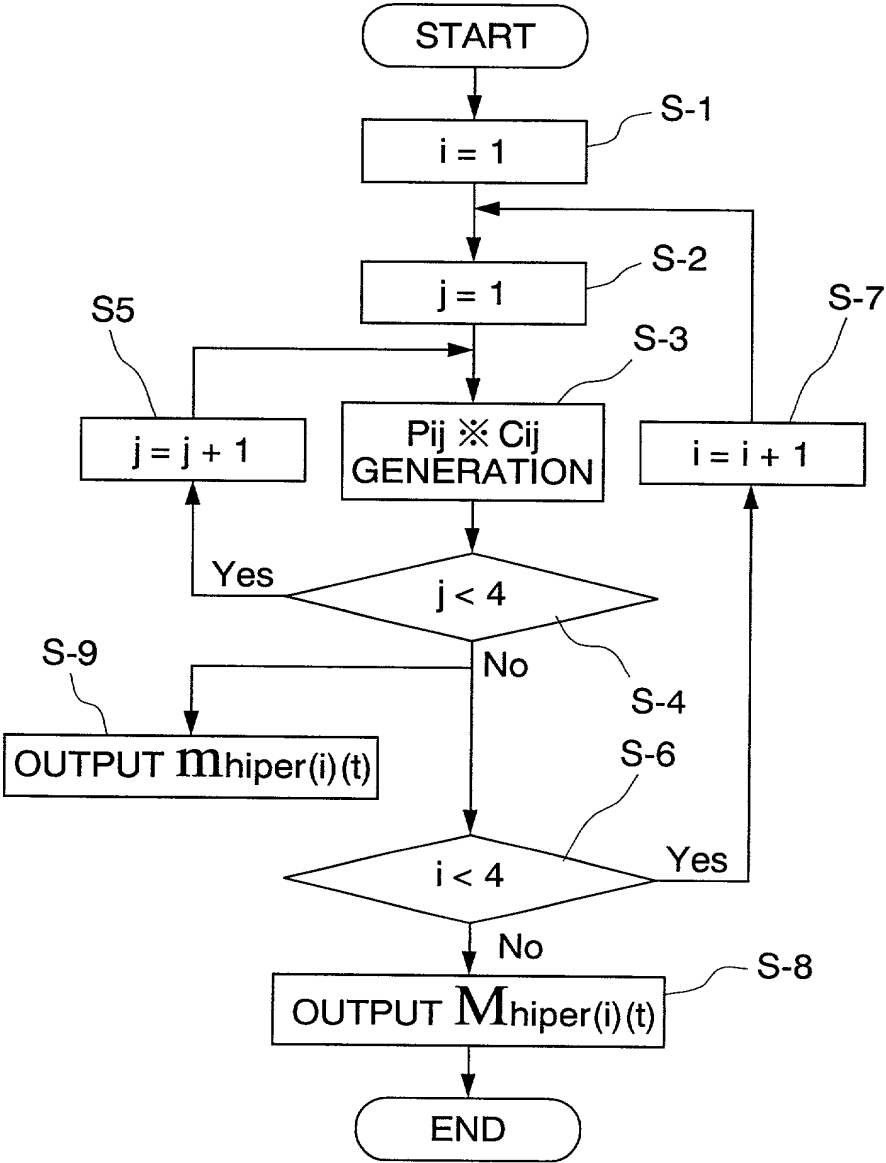 START
S-1
i = 1
S-2
j = 1
S5
S-7
S-3
j = j + 1
Pij ※ Cij
GENERATION
i = i + 1
Yes
j < 4
S-4
No
S-9
OUTPUT mhiper(i)(t)
S-6
i < 4
Yes
No
S-8
OUTPUT Mhiper(i)(t)
END